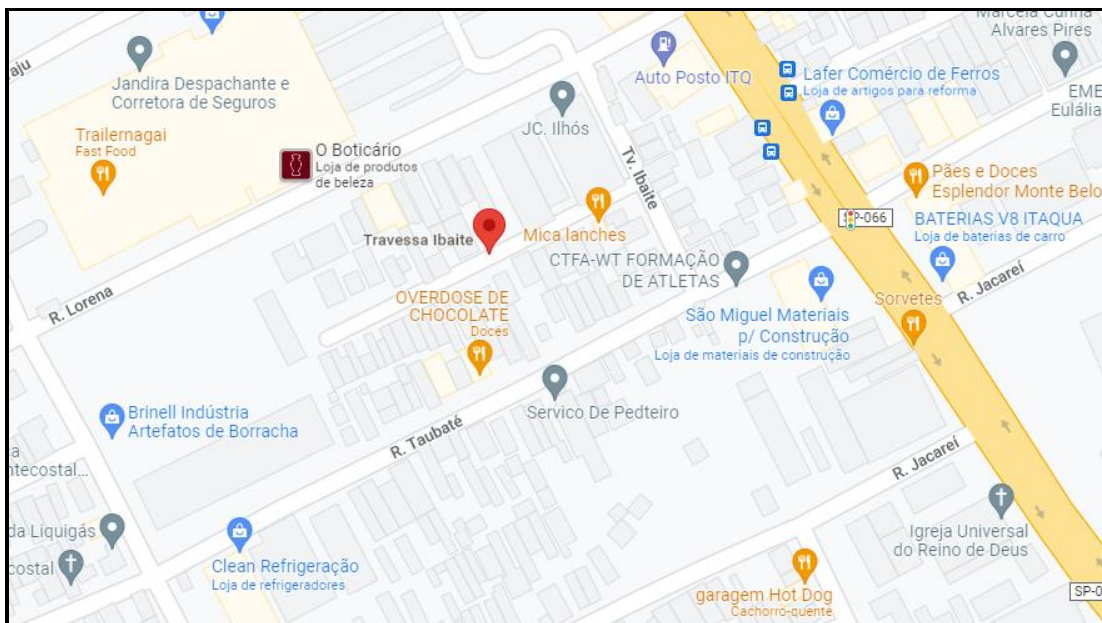 aju
Jandira Despachante e
Corretora de Seguros
Trailernagai
Fast Food
O Boticário
Loja de produtos
de beleza
JC. Ilhós
Auto Posto ITQ
Tv. Ibaite
Lafer Comércio de Ferros
Loja de artigos para reforma
Marcela Cunha
Alvares Pires
EME
Eulália
Pães e Doces
Esplendor Monte Belo
SP-066
BATERIAS V8 ITAQUA
Loja de baterias de carro
R. Jacareí
Travessa Ibaite
Mica lanches
CTFA-WT FORMAÇÃO
DE ATLETAS
R. Lorena
OVERDOSE DE
CHOCOLATE
Doces
São Miguel Materiais
p/ Construção
Loja de materiais de construção
Sorvetes
Servico De Pedteiro
Brinell Indústria
Artefatos de Borracha
R. Taubaté
R. Jacareí
a
ntecostal...
da Liquigás
costal
Clean Refrigeração
Loja de refrigeradores
Igreja Universal
do Reino de Deus
garagem Hot Dog
Cachorro-quente
SP-0